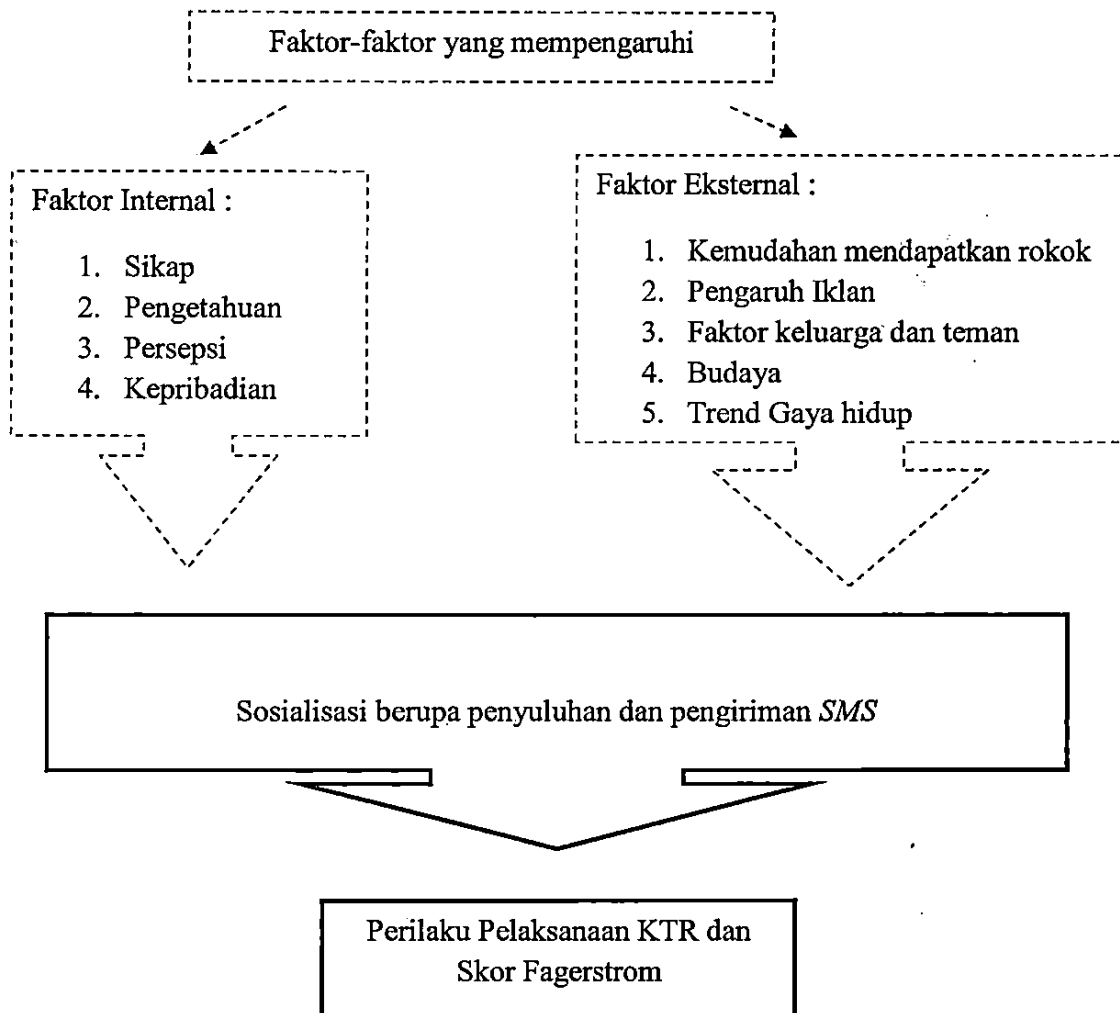 Faktor-faktor yang mempengaruhi
Faktor Internal :
1. Sikap
2. Pengetahuan
3. Persepsi
4. Kepribadian
Faktor Eksternal :
1. Kemudahan mendapatkan rokok
2. Pengaruh Iklan
3. Faktor keluarga dan teman
4. Budaya
5. Trend Gaya hidup
Sosialisasi berupa penyuluhan dan pengiriman SMS
Perilaku Pelaksanaan KTR dan
Skor Fagerstrom